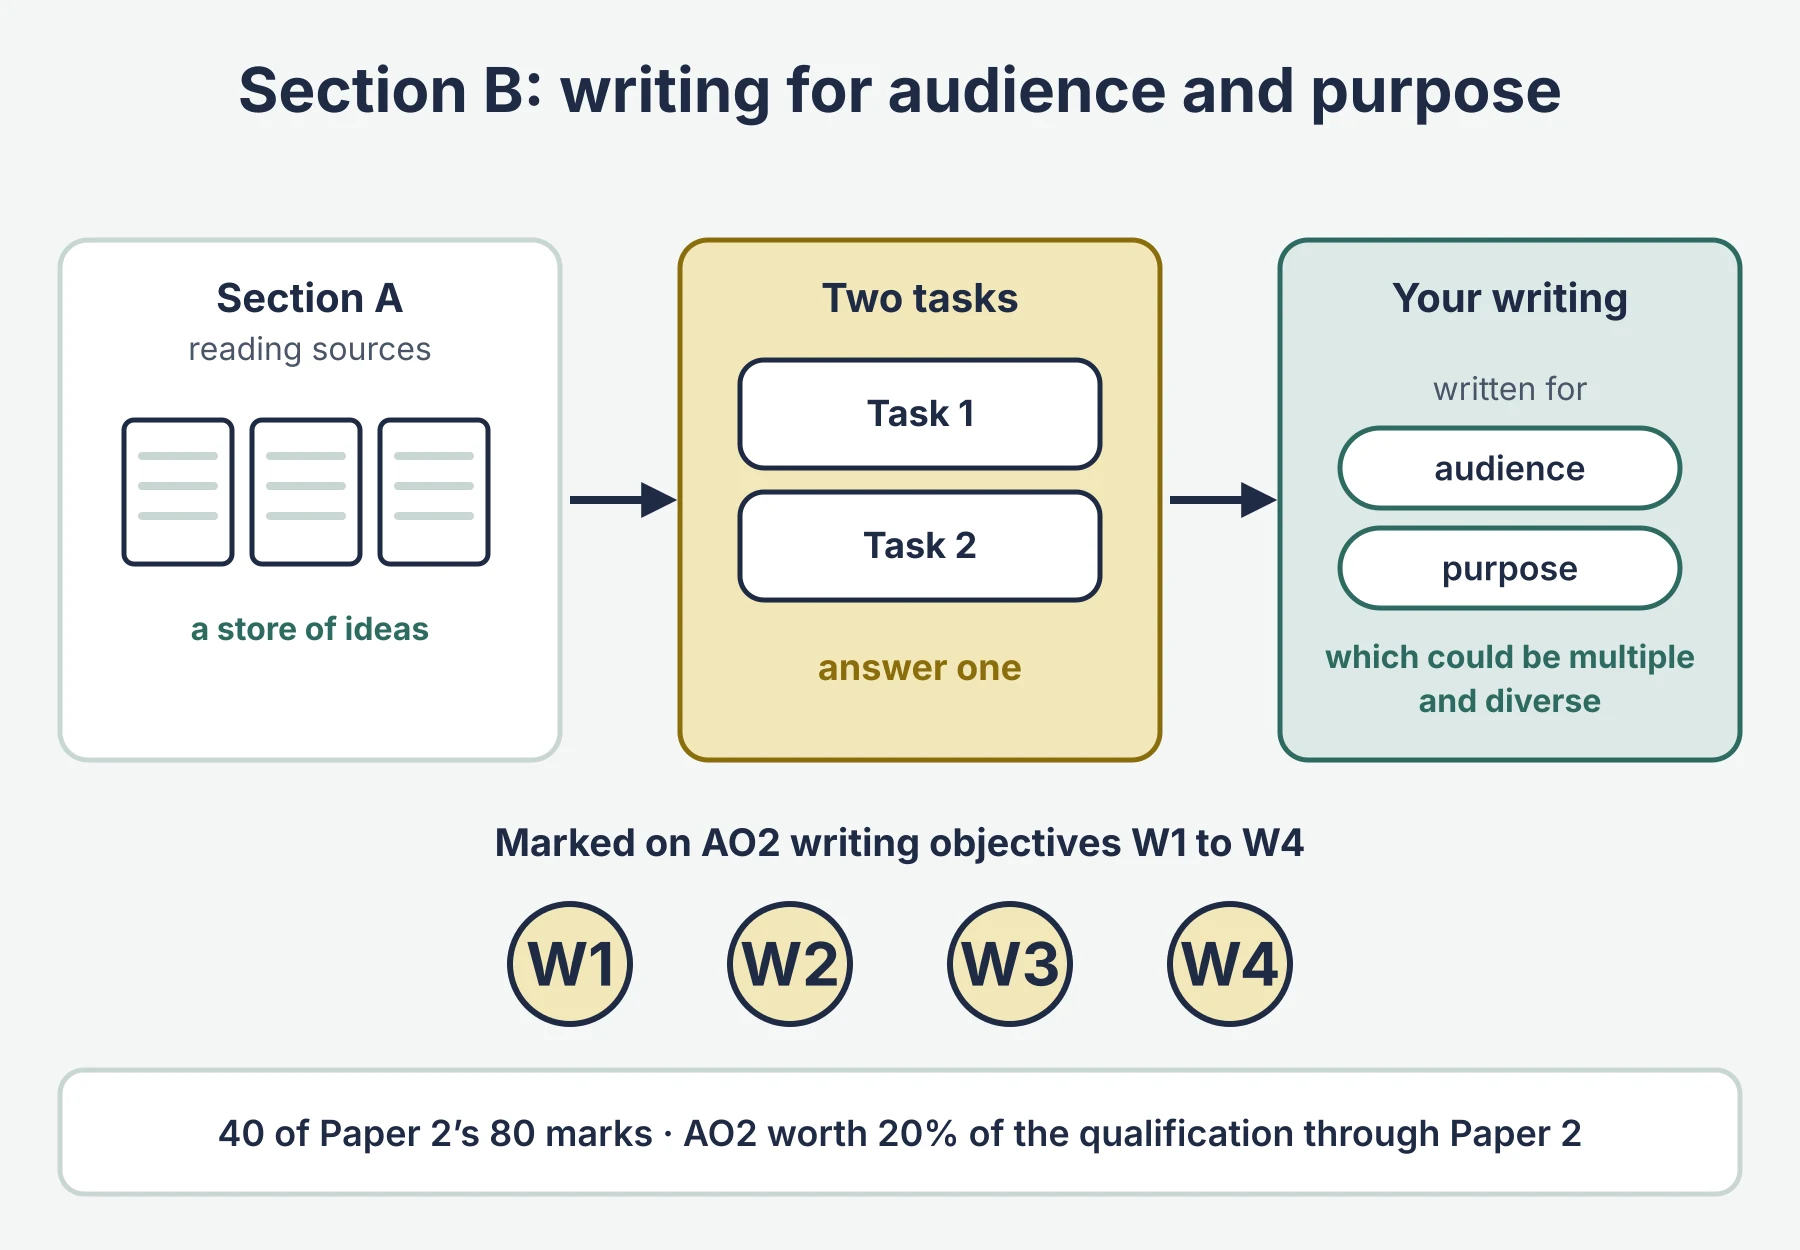 Section B: writing for audience and purpose
Section A
reading sources
a store of ideas
Two tasks
Task 1
Task 2
answer one
Your writing
written for
audience
purpose
which could be multiple
and diverse
Marked on AO2 writing objectives W1 to W4
W1
W2
W3
W4
40 of Paper 2’s 80 marks · AO2 worth 20% of the qualification through Paper 2